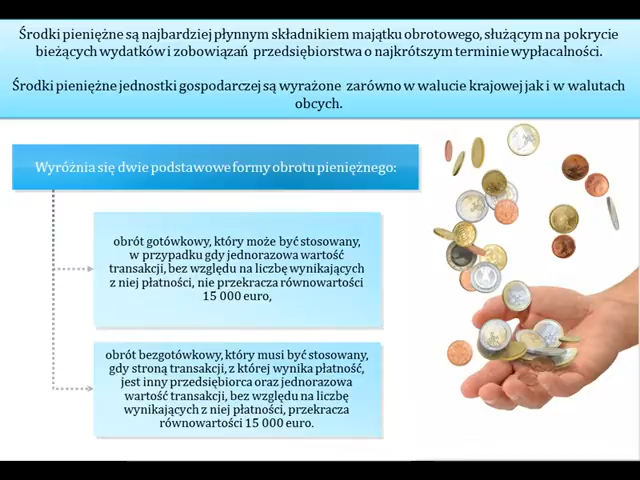 Środki pieniężne są najbardziej płynnym składnikiem majątku obrotowego, służącym na pokrycie
bieżących wydatków i zobowiązań przedsiębiorstwa o najkrótszym terminie wypłacalności.
Środki pieniężne jednostki gospodarczej są wyrażone zarówno w walucie krajowej jak i w walutach
obcych.
Wyróżnia się dwie podstawowe formy obrotu pieniężnego:
obrót gotówkowy, który może być stosowany,
w przypadku gdy jednorazowa wartość
transakcji, bez względu na liczbę wynikających
z niej płatności, nie przekracza równowartości
15 000 euro,
obrót bezgotówkowy, który musi być stosowany,
gdy stroną transakcji, z której wynika płatność,
jest inny przedsiębiorca oraz jednorazowa
wartość transakcji, bez względu na liczbę
wynikających z niej płatności, przekracza
równowartości 15 000 euro.